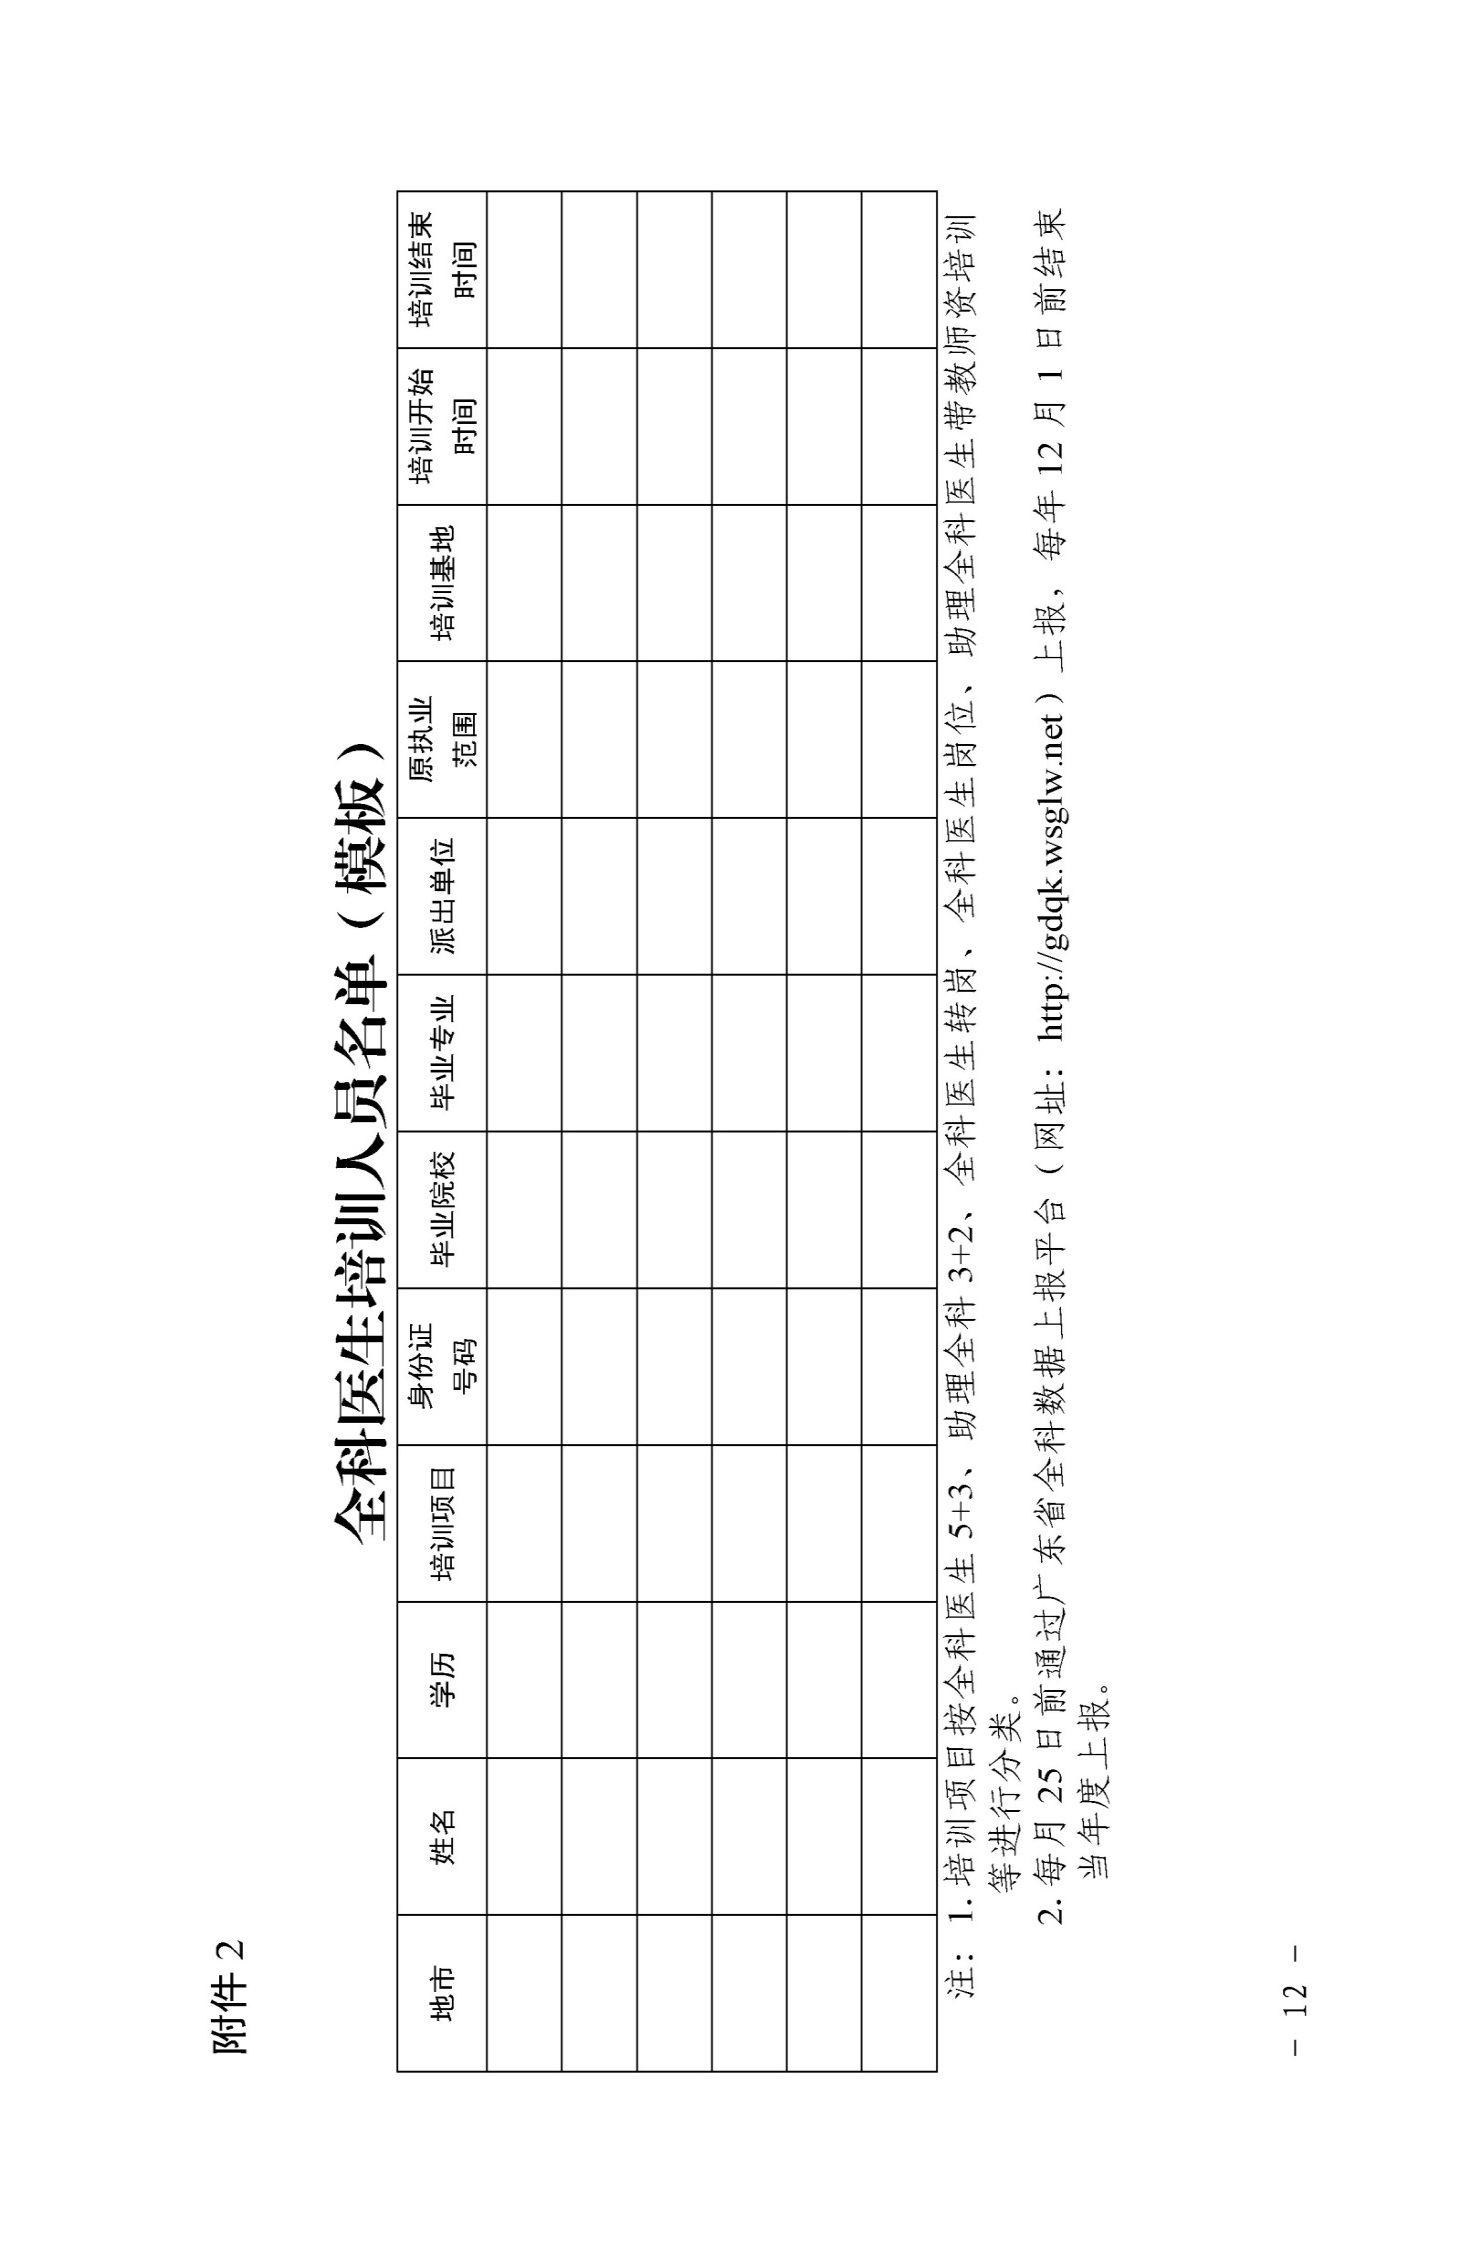 附件 2
全科医生培训人员名单（模板）
地市 姓名 学历 培训项目 身份证号码 毕业院校 毕业专业 派出单位 原执业范围 培训基地 培训开始时间 培训结束时间
注：1. 培训项目按全科医生 5+3、助理全科 3+2、全科医生转岗、全科医生岗位、助理全科医生带教师资培训
等进行分类。
2. 每月 25 日前通过广东省全科数据上报平台（网址：http://gdqk.wsglw.net）上报，每年 12 月 1 日前结束
当年度上报。
－ 12 －